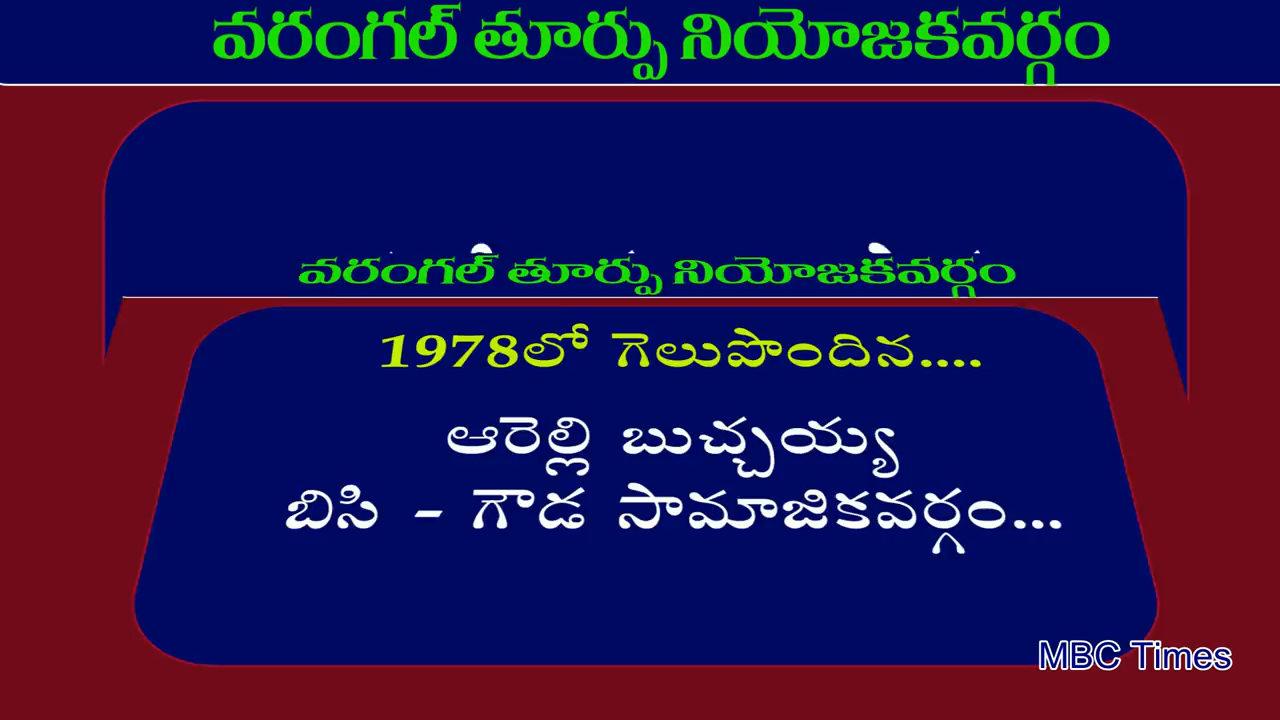 వరంగల్ తూర్పు నియోజకవర్గం
వరంగల్ తూర్పు నియోజకవర్గం
1978లో గెలుపొందిన....
ఆరెల్లి బుచ్చయ్య
బిసి - గౌడ సామాజికవర్గం...
MBC Times